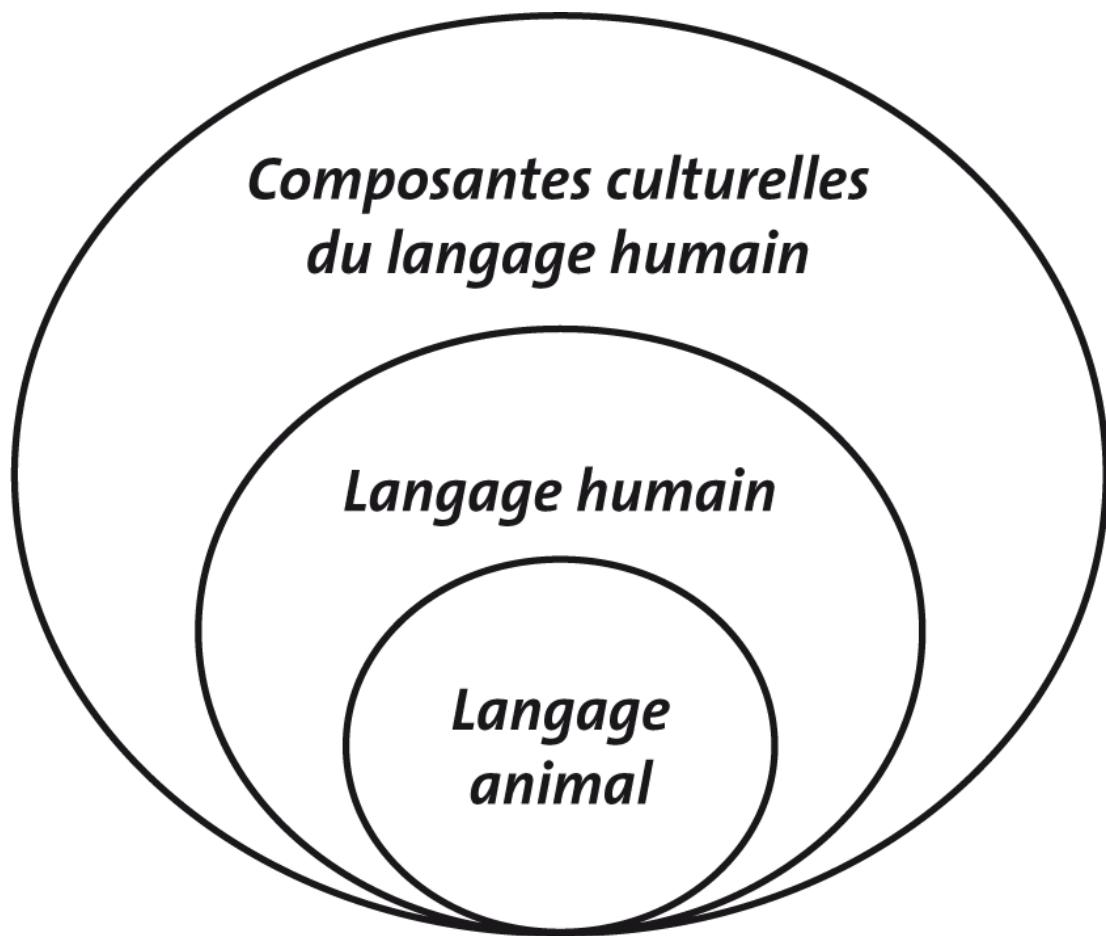 Composantes culturelles
du langage humain
Langage humain
Langage
animal